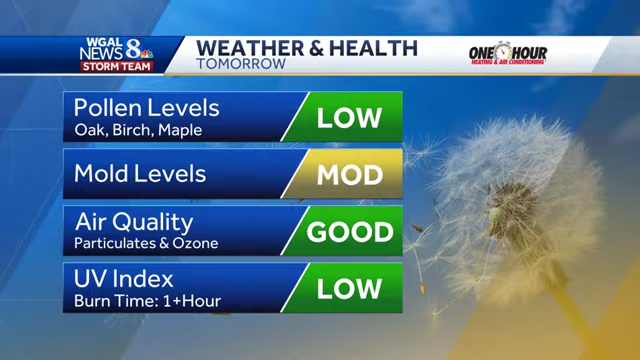 WGAL
NEWS 8
STORM TEAM
WEATHER & HEALTH
TOMORROW
ONE HOUR
HEATING & AIR CONDITIONING
Pollen Levels
Oak, Birch, Maple
LOW
Mold Levels
MOD
Air Quality
Particulates & Ozone
GOOD
UV Index
Burn Time: 1+Hour
LOW